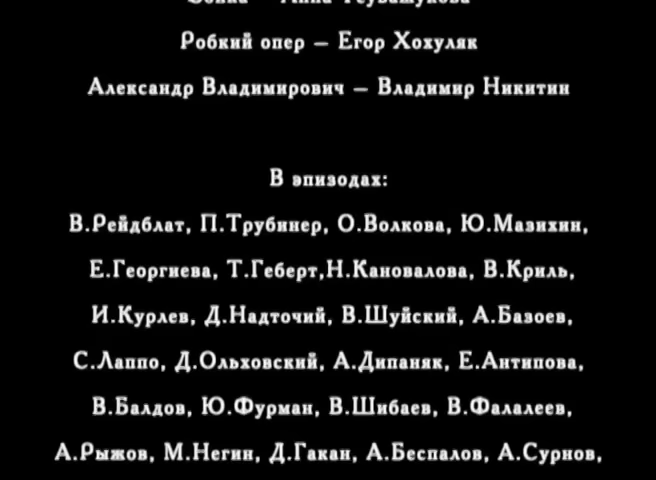 Робкий опер – Егор Хохуляк
Александр Владимирович – Владимир Никитин
В эпизодах:
В.Рейдблат, П.Трубинер, О.Волкова, Ю.Мазихин,
Е.Георгиева, Т.Геберт,Н.Кановалова, В.Криль,
И.Курлев, Д.Надточий, В.Шуйский, А.Базоев,
С.Лаппо, Д.Ольховский, А.Дипаняк, Е.Антипова,
В.Балдов, Ю.Фурман, В.Шибаев, В.Фалалеев,
А.Рыжов, М.Негин, Д.Гакан, А.Беспалов, А.Сурнов,